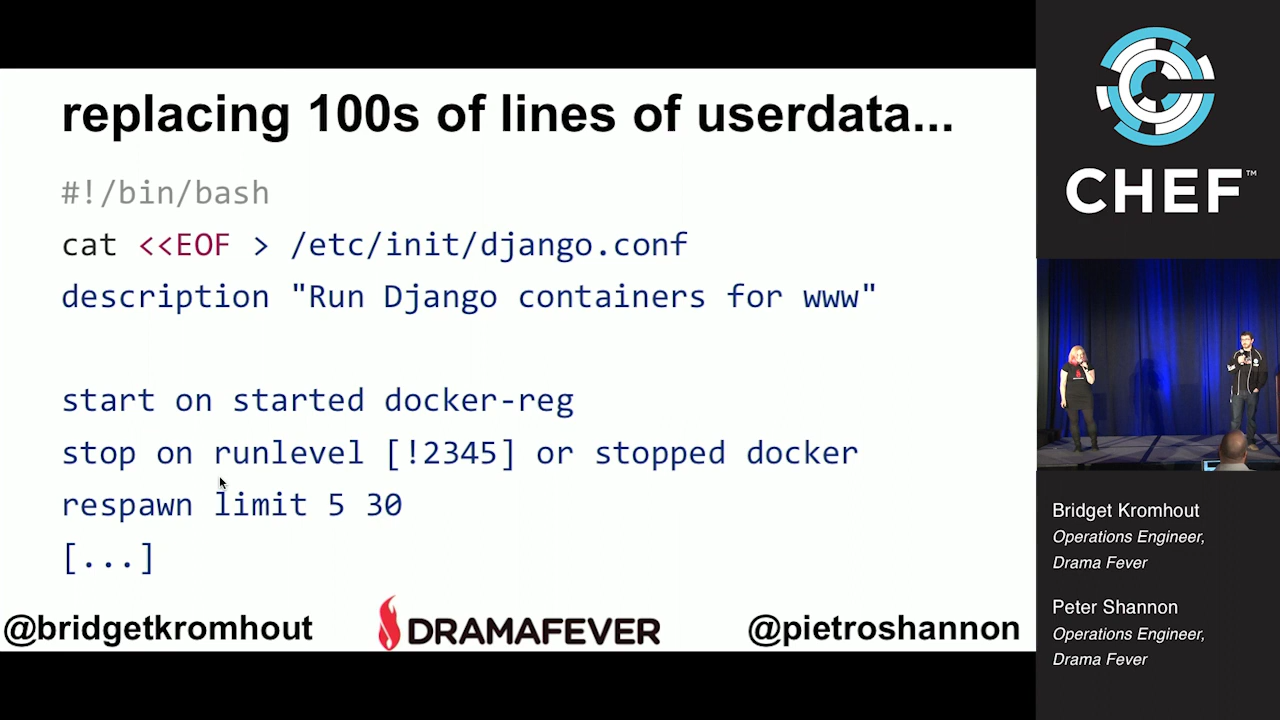 replacing 100s of lines of userdata...
#!/bin/bash
cat <<EOF > /etc/init/django.conf
description "Run Django containers for www"
start on started docker-reg
stop on runlevel [!2345] or stopped docker
respawn limit 5 30
[...]
@bridgetkromhout
DRAMAFEVER
@pietroshannon
CHEF™
Bridget Kromhout
Operations Engineer,
Drama Fever
Peter Shannon
Operations Engineer,
Drama Fever